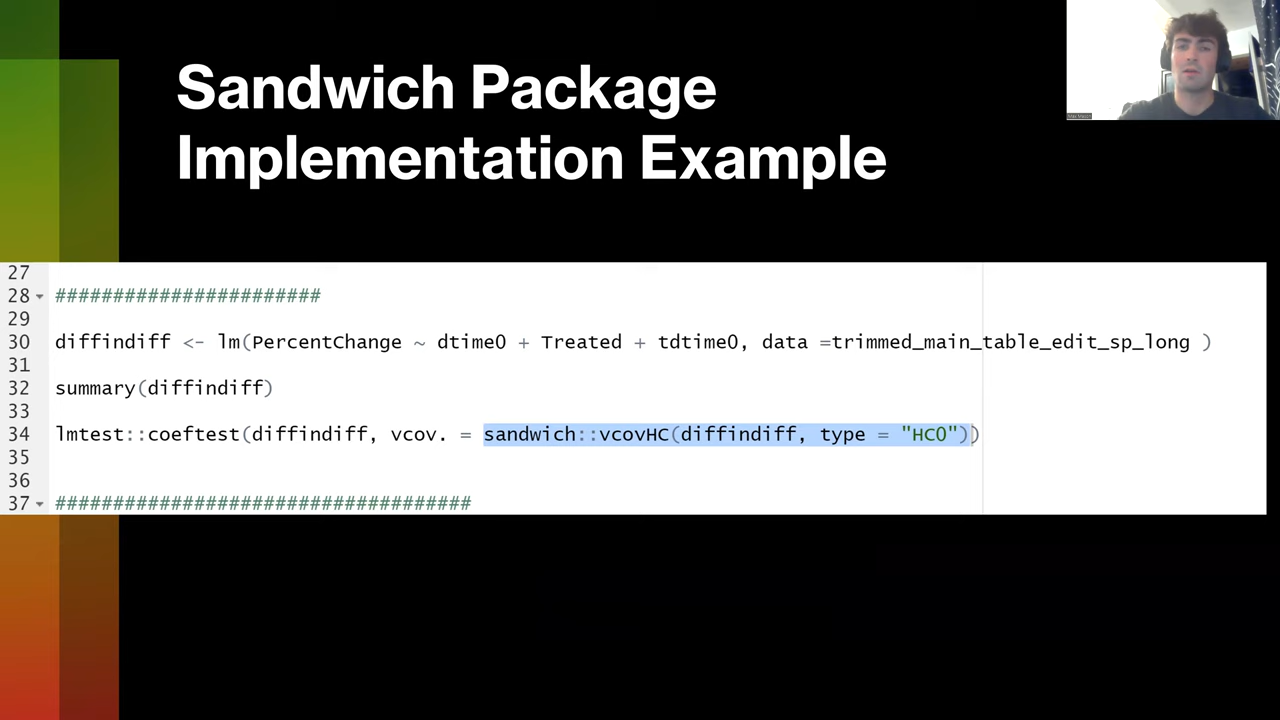 Sandwich Package
Implementation Example
27
28 #######################
29
30 diffindiff <- lm(PercentChange ~ dtime0 + Treated + tdtime0, data =trimmed_main_table_edit_sp_long )
31
32 summary(diffindiff)
33
34 lmtest::coeftest(diffindiff, vcov. = sandwich::vcovHC(diffindiff, type = "HC0"))
35
36
37 ####################################